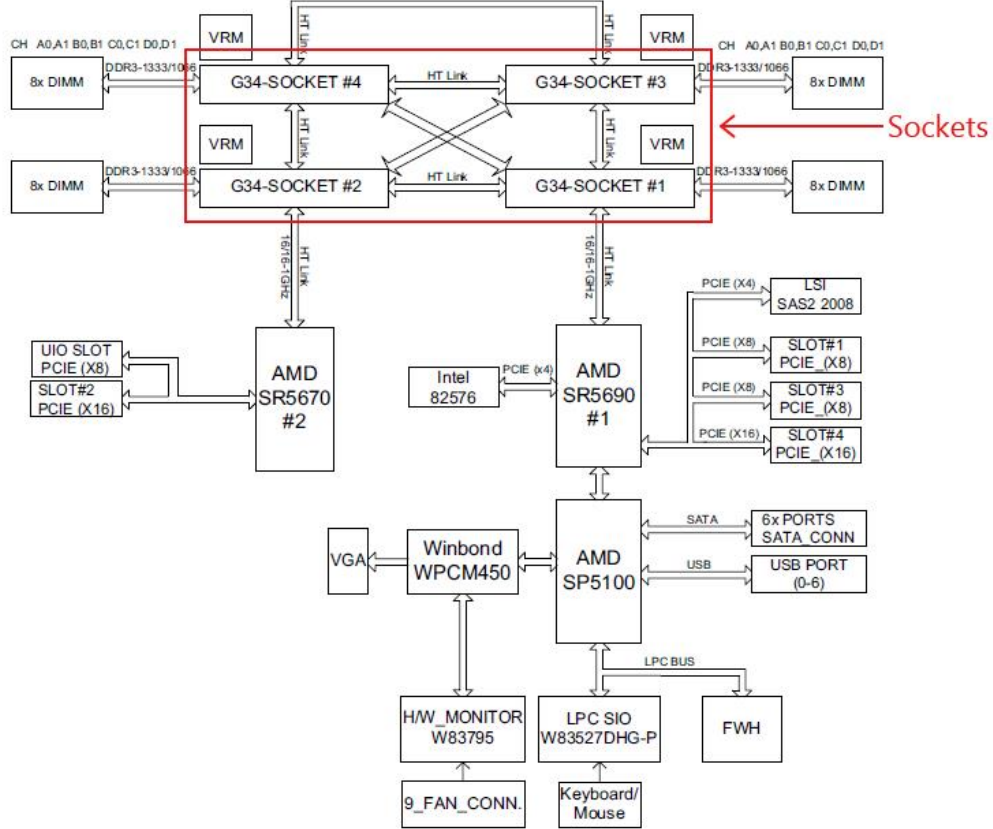 HT Link
VRM
VRM
CH A0,A1 B0,B1 C0,C1 D0,D1
CH A0,A1 B0,B1 C0,C1 D0,D1
DDR3-1333/1066
DDR3-1333/1066
8x DIMM
G34-SOCKET #4
HT Link
G34-SOCKET #3
8x DIMM
HT Link
Sockets
HT Link
HT Link
VRM
VRM
DDR3-1333/1066
DDR3-1333/1066
8x DIMM
G34-SOCKET #2
HT Link
G34-SOCKET #1
8x DIMM
HT Link
16/16-1GHz
HT Link
16/16-1GHz
PCIE (X4)
LSI
SAS2 2008
UIO SLOT
PCIE (X8)
SLOT#2
PCIE (X16)
AMD
SR5670
#2
Intel
82576
PCIE (x4)
AMD
SR5690
#1
PCIE (X8)
SLOT#1
PCIE_(X8)
PCIE (X8)
SLOT#3
PCIE_(X8)
PCIE (X16)
SLOT#4
PCIE_(X16)
VGA
Winbond
WPCM450
AMD
SP5100
SATA
6x PORTS
SATA_CONN
USB
USB PORT
(0-6)
LPC BUS
H/W_MONITOR
W83795
LPC SIO
W83527DHG-P
FWH
9_FAN_CONN.
Keyboard/
Mouse